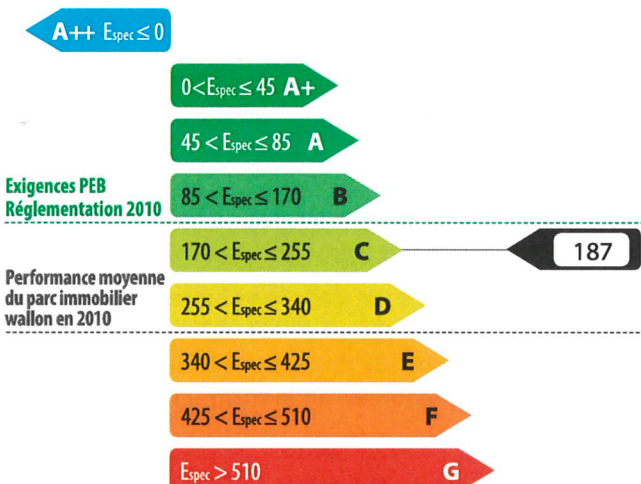 A++ Espec ≤ 0
0 < Espec ≤ 45 A+
45 < Espec ≤ 85 A
Exigences PEB
Réglementation 2010
85 < Espec ≤ 170 B
170 < Espec ≤ 255 C
187
Performance moyenne
du parc immobilier
wallon en 2010
255 < Espec ≤ 340 D
340 < Espec ≤ 425 E
425 < Espec ≤ 510 F
Espec > 510 G